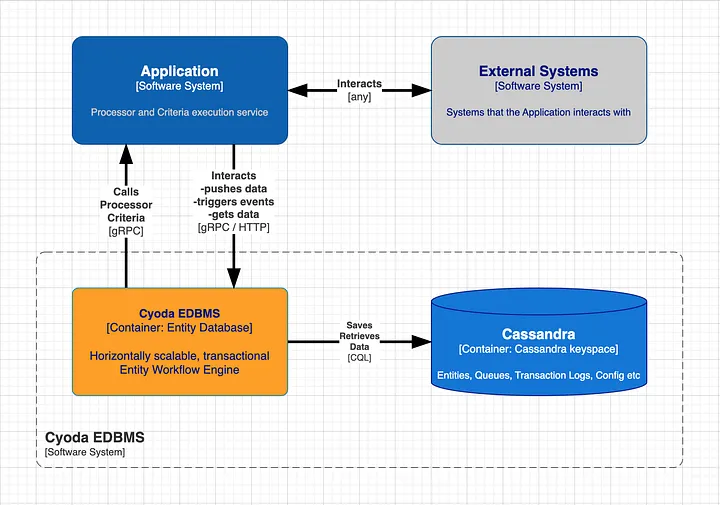 Application
[Software System]
Processor and Criteria execution service
Interacts
[any]
External Systems
[Software System]
Systems that the Application interacts with
Calls
Processor
Criteria
[gRPC]
Interacts
-pushes data
-triggers events
-gets data
[gRPC / HTTP]
Cyoda EDBMS
[Container: Entity Database]
Horizontally scalable, transactional
Entity Workflow Engine
Saves
Retrieves
Data
[CQL]
Cassandra
[Container: Cassandra keyspace]
Entities, Queues, Transaction Logs, Config etc
Cyoda EDBMS
[Software System]